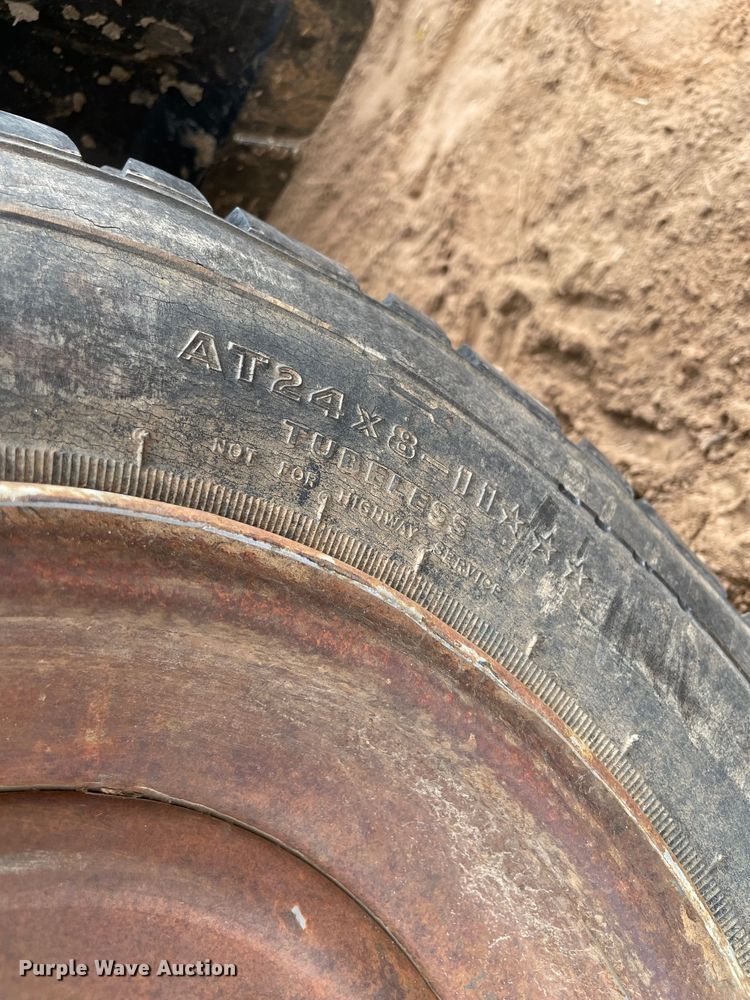 AT24x8-11☆☆☆
TUBELESS
NOT FOR HIGHWAY SERVICE
Purple Wave Auction